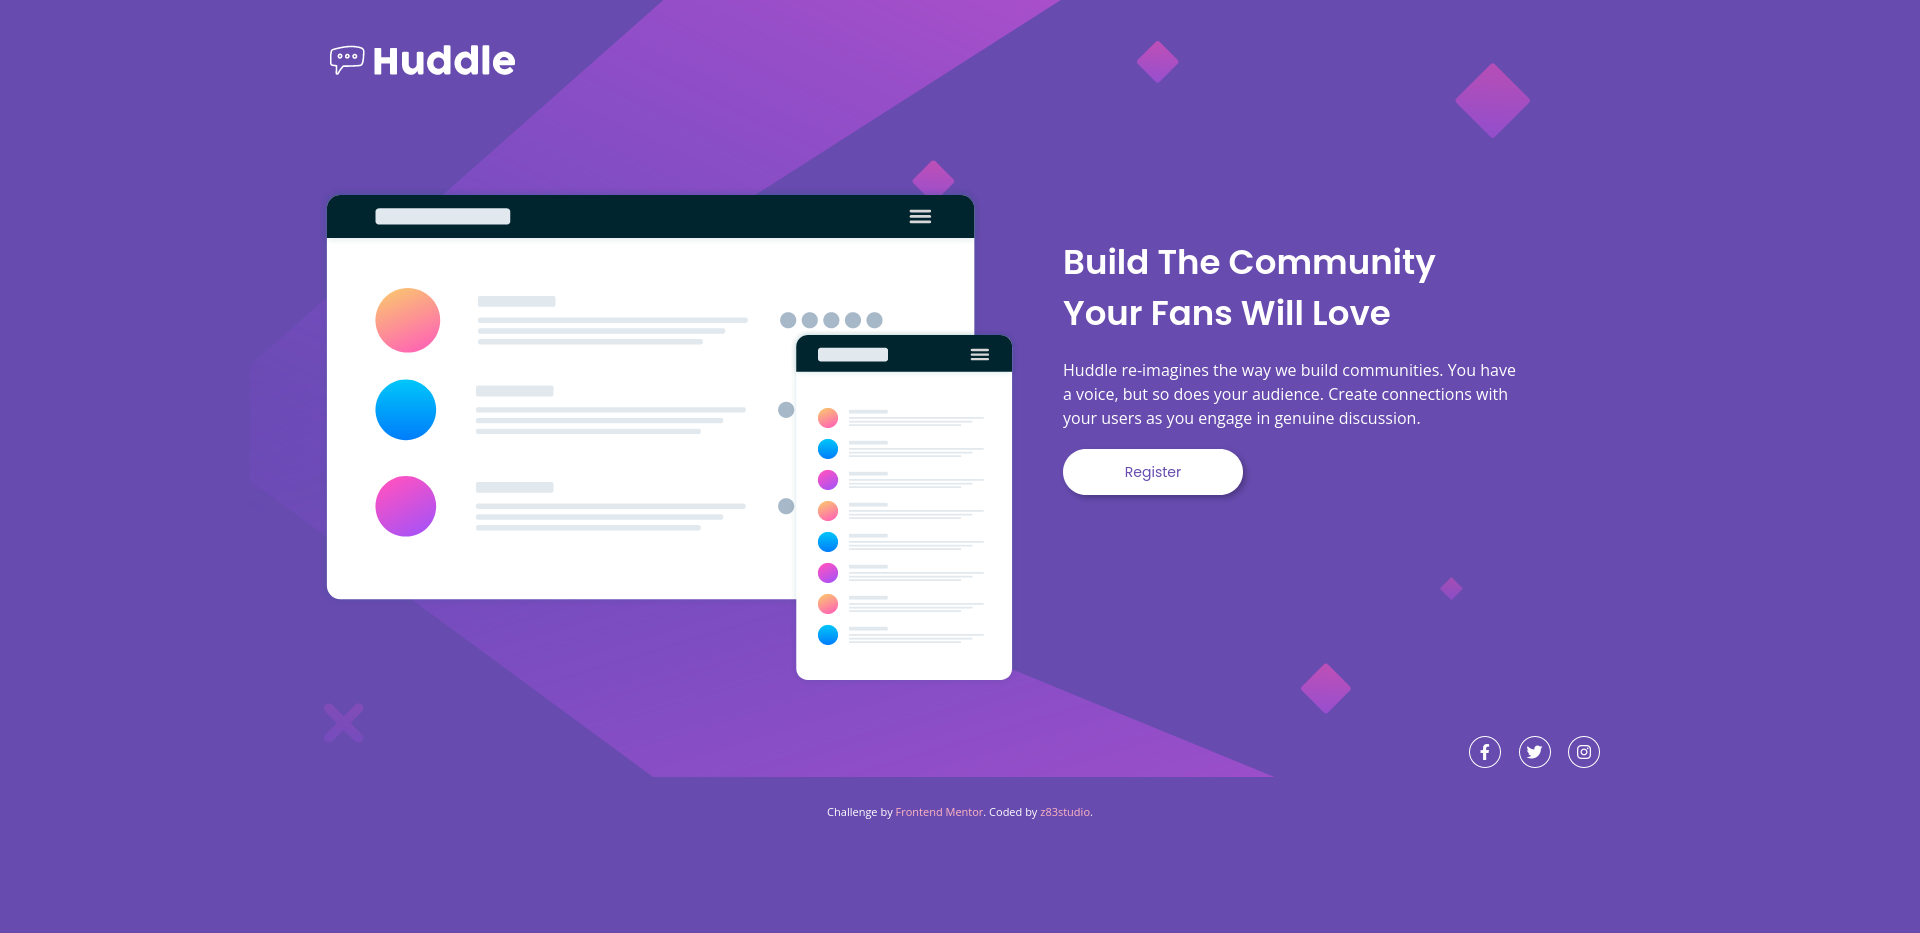 Huddle
Build The Community
Your Fans Will Love
Huddle re-imagines the way we build communities. You have
a voice, but so does your audience. Create connections with
your users as you engage in genuine discussion.
Register
Challenge by Frontend Mentor. Coded by z83studio.